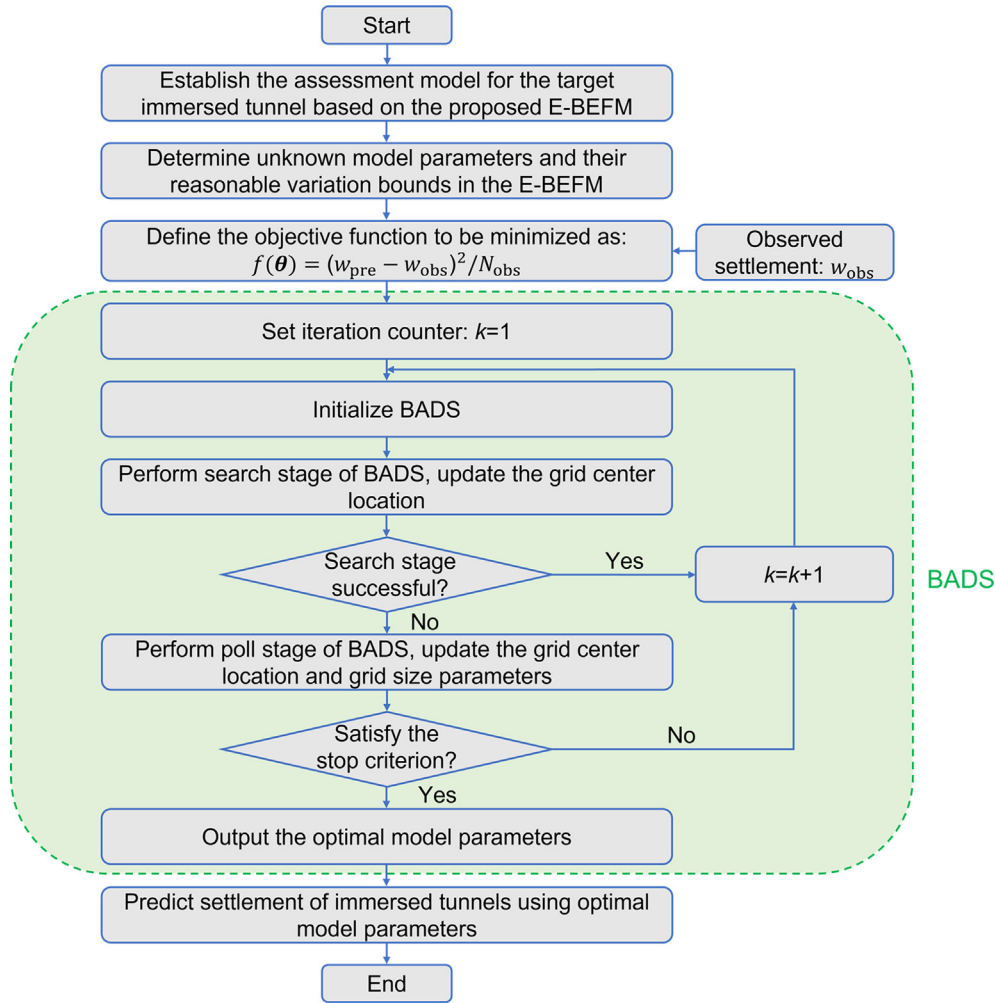 Start
Establish the assessment model for the target
immersed tunnel based on the proposed E-BEFM
Determine unknown model parameters and their
reasonable variation bounds in the E-BEFM
Define the objective function to be minimized as:
f(θ) = (w_pre − w_obs)²/N_obs
Observed
settlement: w_obs
Set iteration counter: k=1
Initialize BADS
Perform search stage of BADS, update the grid center
location
Search stage
successful?
Yes
k=k+1
BADS
No
Perform poll stage of BADS, update the grid center
location and grid size parameters
Satisfy the
stop criterion?
No
Yes
Output the optimal model parameters
Predict settlement of immersed tunnels using optimal
model parameters
End